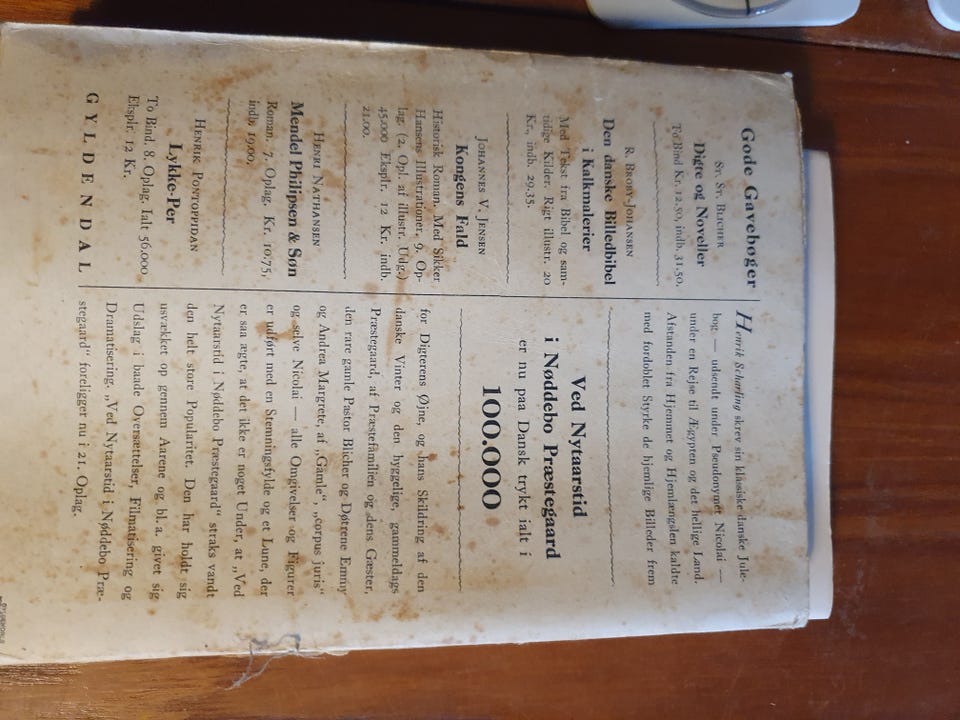 Gode Gavebøger
St. St. Blicher
Digte og Noveller
To Bind Kr. 12.50, indb. 31.50.
R. Broby-Johansen
Den danske Billedbibel
i Kalkmalerier
Med Tekst fra Bibel og sam-
tidige Kilder. Rigt illustr. 20
Kr., indb. 29.35.
Johannes V. Jensen
Kongens Fald
Historisk Roman. Med Sikker
Hansens Illustrationer. 9. Op-
lag. (2. Opl. af illustr. Udg.)
45.000 Eksplr. 12 Kr. indb.
21.00.
Henri Nathansen
Mendel Philipsen & Søn
Roman. 7. Oplag. Kr. 10.75,
indb. 19.00.
Henrik Pontoppidan
Lykke-Per
To Bind. 8. Oplag. Ialt 56.000
Eksplr. 12 Kr.
GYLDENDAL
Henrik Scharling skrev sin klassiske danske Jule-
bog — udsendt under Pseudonymet Nicolai —
under en Rejse til Ægypten og det hellige Land.
Afstanden fra Hjemmet og Hjemlængslen kaldte
med fordoblet Styrke de hjemlige Billeder frem
Ved Nytaarstid
i Nøddebo Præstegaard
er nu paa Dansk trykt ialt i
100.000
for Digterens Øjne, og hans Skildring af den
danske Vinter og den hyggelige, gammeldags
Præstegaard, af Præstefamilien og dens Gæster,
den rare gamle Pastor Blicher og Døtrene Emmy
og Andrea Margrete, af „Gamle“ „corpus juris“
og selve Nicolai — alle Omgivelser og Figurer
er udført med en Stemningsfylde og et Lune, der
er saa ægte, at det ikke er noget Under, at „Ved
Nytaarstid i Nøddebo Præstegaard“ straks vandt
den helt store Popularitet. Den har holdt sig
usvækket op gennem Aarene og bl. a. givet sig
Udslag i baade Oversættelser, Filmatisering og
Dramatisering. „Ved Nytaarstid i Nøddebo Præ-
stegaard“ foreligger nu i 21. Oplag.